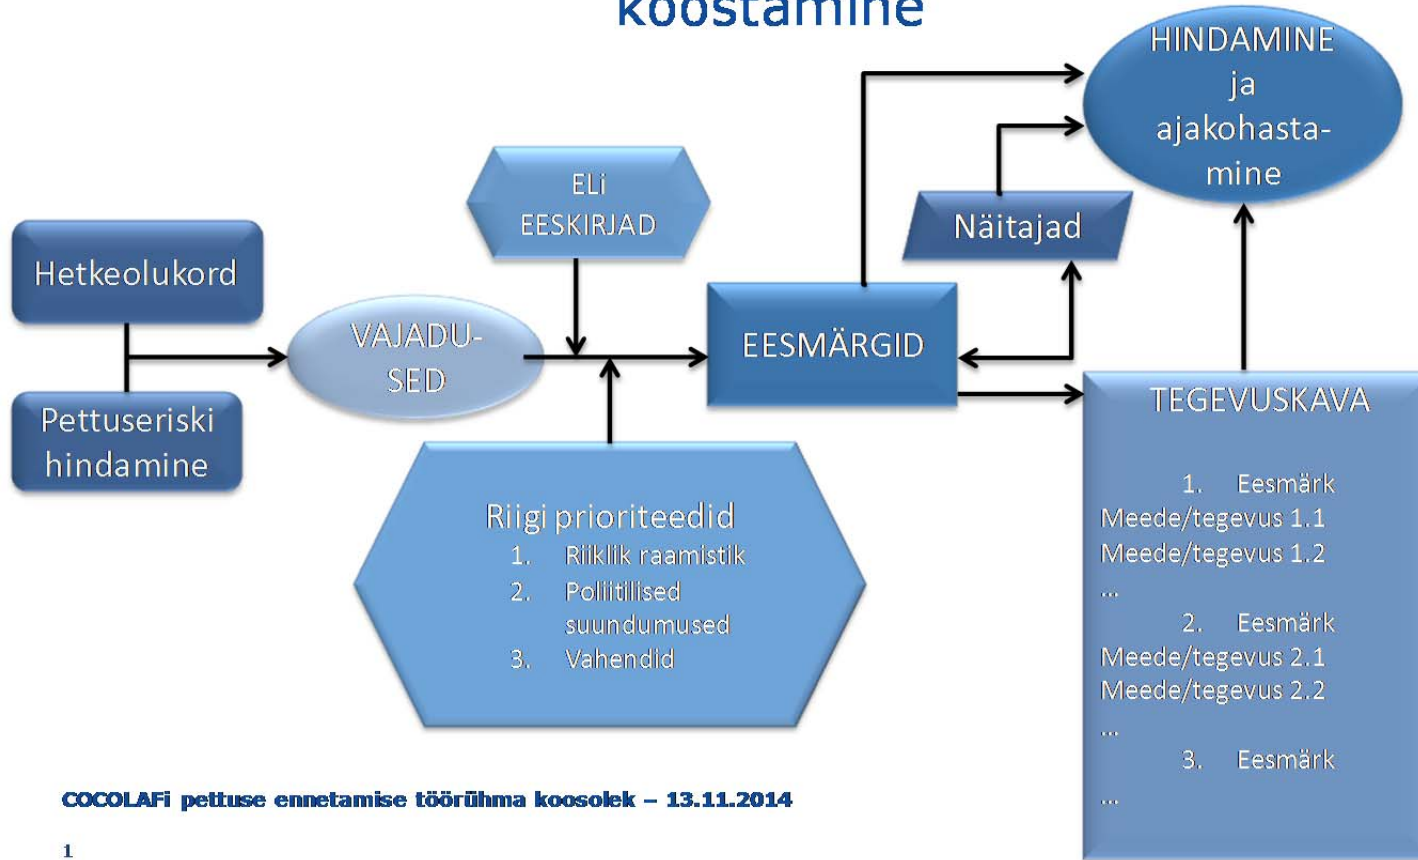 koostamine
HINDAMINE
ja
ajakohasta-
mine
ELi
EESKIRJAD
Näitajad
Hetkeolukord
VAJADU-
SED
EESMÄRGID
Pettuseriski
hindamine
TEGEVUSKAVA
1. Eesmärk
Meede/tegevus 1.1
Meede/tegevus 1.2
...
2. Eesmärk
Meede/tegevus 2.1
Meede/tegevus 2.2
...
3. Eesmärk
...
Riigi prioriteedid
1. Riiklik raamistik
2. Poliitilised
suundumused
3. Vahendid
COCOLAFi pettuse ennetamise töörühma koosolek – 13.11.2014
1